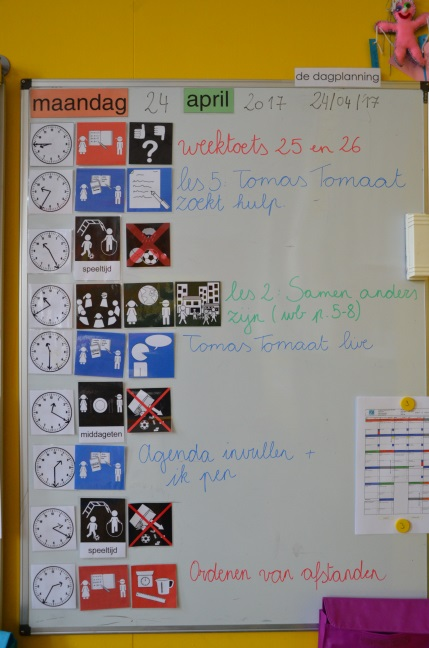 de dagplanning
maandag 24 april 2017 24/04/'17
weektoets 25 en 26
les 5: Tomas Tomaat
zoekt hulp.
speeltijd
les 2: Samen anders
zijn (wb p. 5-8)
Tomas Tomaat live
middageten
Agenda invullen +
ik pen
speeltijd
Ordenen van afstanden